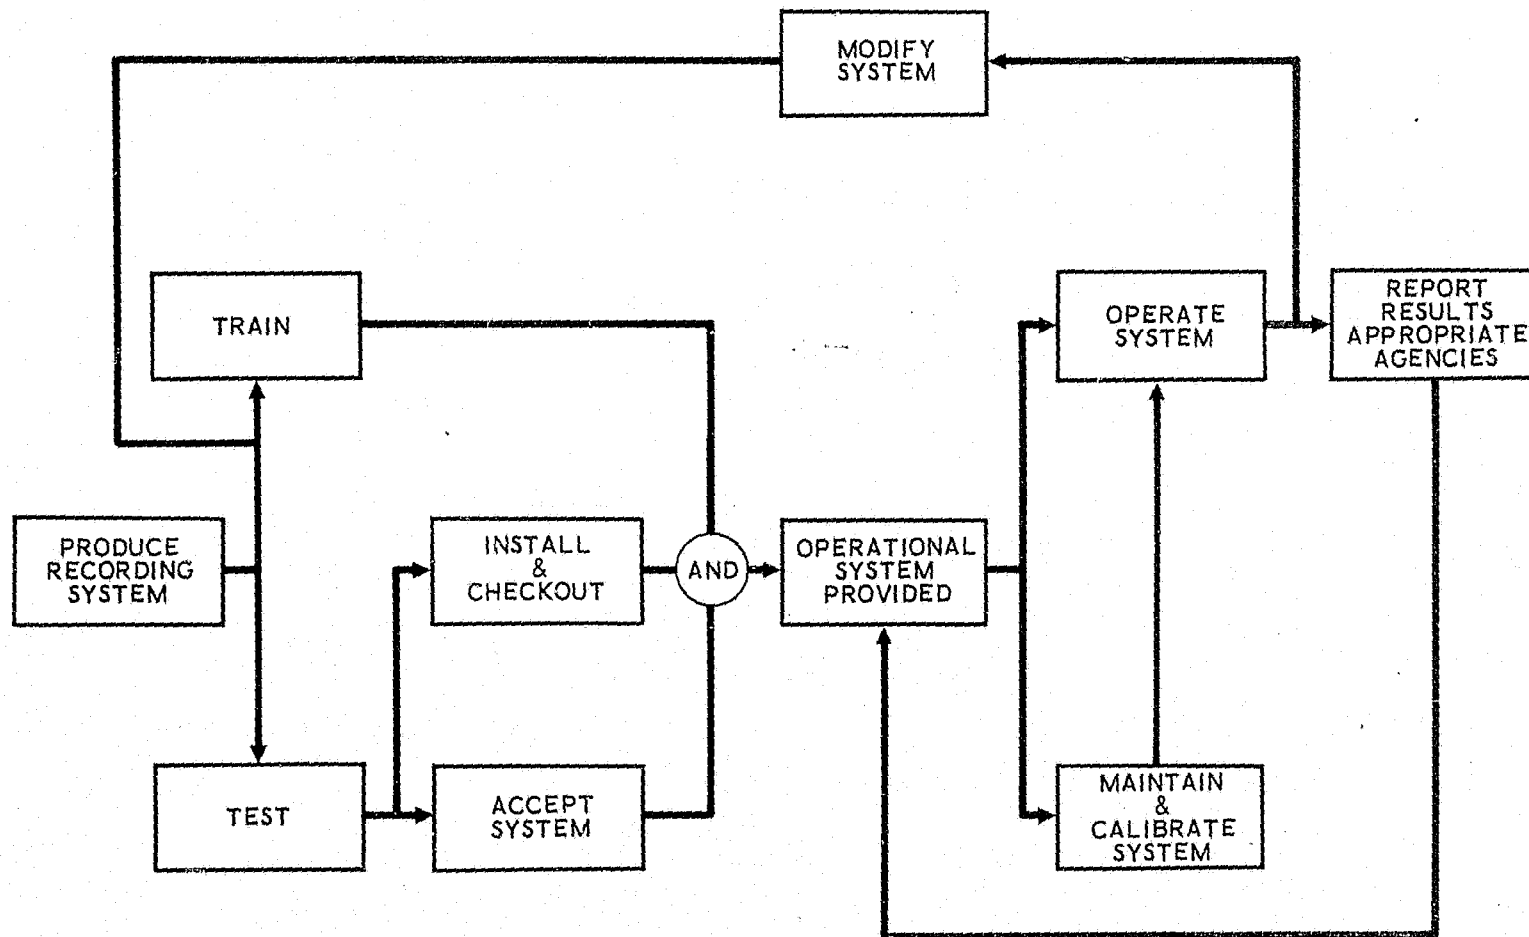 MODIFY
SYSTEM
TRAIN
OPERATE
SYSTEM
REPORT
RESULTS
APPROPRIATE
AGENCIES
PRODUCE
RECORDING
SYSTEM
INSTALL
&
CHECKOUT
AND
OPERATIONAL
SYSTEM
PROVIDED
TEST
ACCEPT
SYSTEM
MAINTAIN
&
CALIBRATE
SYSTEM